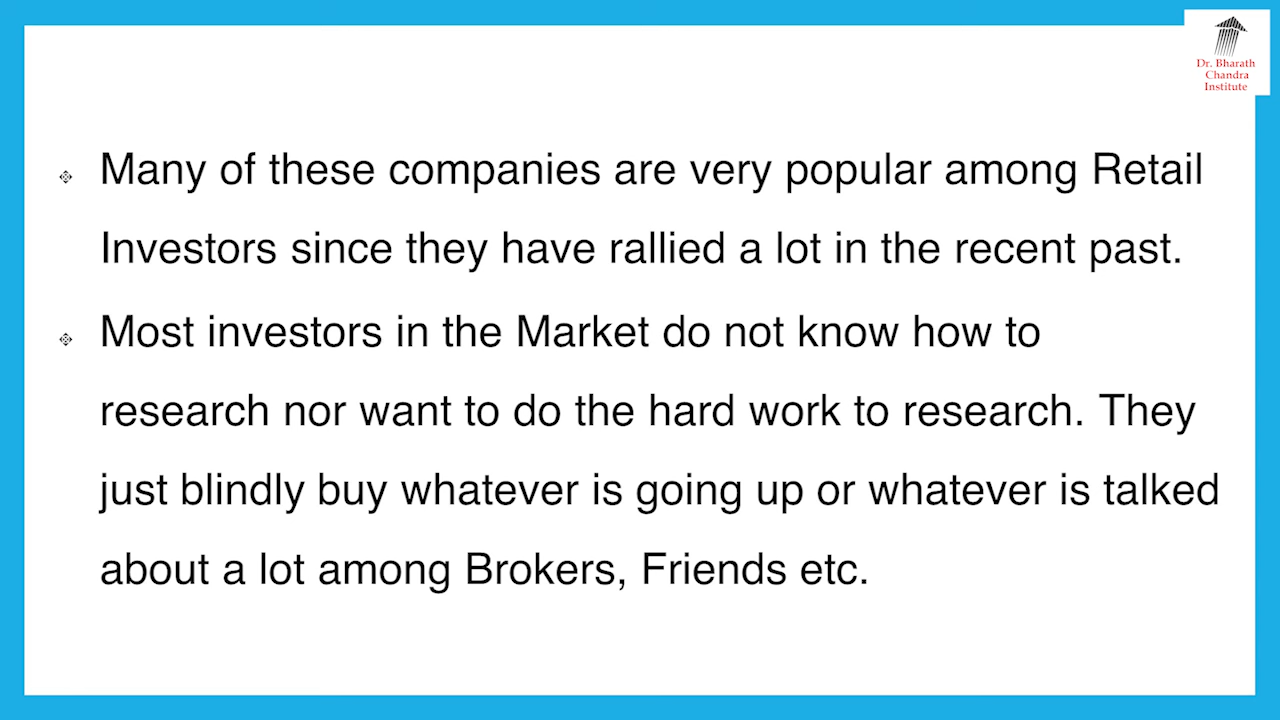 Dr. Bharath
Chandra
Institute
Many of these companies are very popular among Retail
Investors since they have rallied a lot in the recent past.
Most investors in the Market do not know how to
research nor want to do the hard work to research. They
just blindly buy whatever is going up or whatever is talked
about a lot among Brokers, Friends etc.